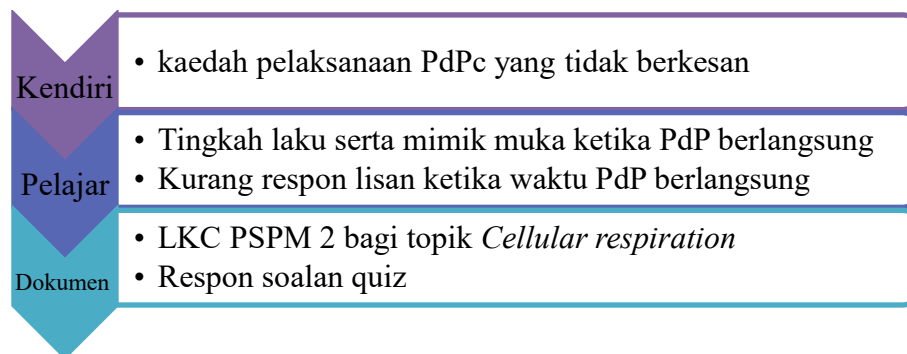 Kendiri
• kaedah pelaksanaan PdPc yang tidak berkesan
Pelajar
• Tingkah laku serta mimik muka ketika PdP berlangsung
• Kurang respon lisan ketika waktu PdP berlangsung
Dokumen
• LKC PSPM 2 bagi topik Cellular respiration
• Respon soalan quiz